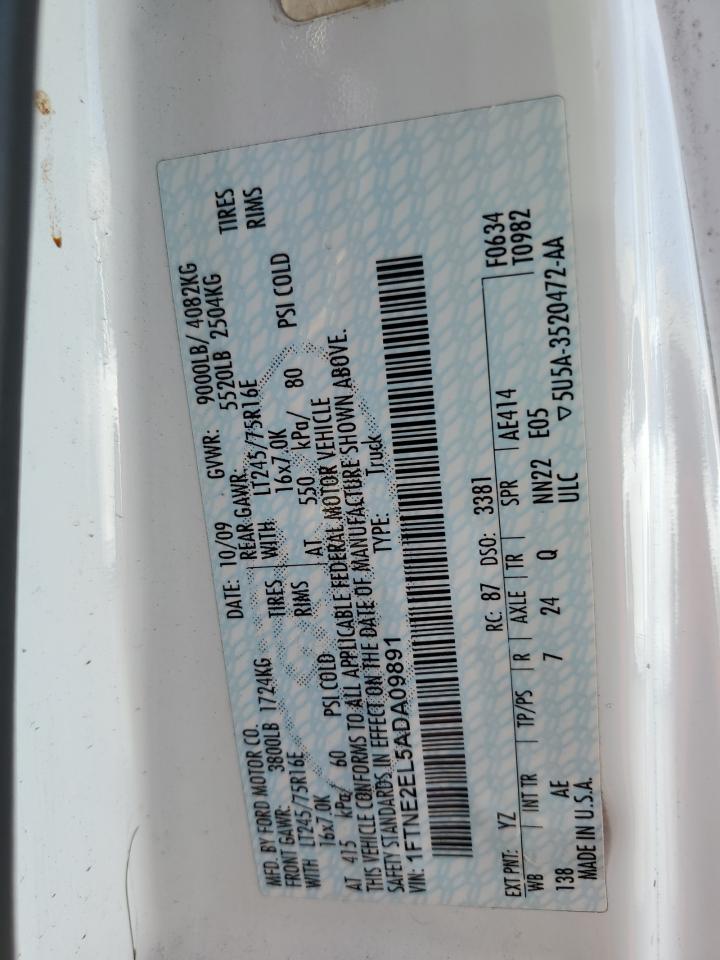 MFD. BY FORD MOTOR CO. DATE: 10/09 GVWR: 9000LB/ 4082KG
FRONT GAWR: 3800LB 1724KG REAR GAWR: 5520LB 2504KG
WITH LT245/75R16E TIRES WITH LT245/75R16E TIRES
16x7.0K RIMS 16x7.0K RIMS
AT 415 kPa/ 60 PSI COLD AT 550 kPa/ 80 PSI COLD
THIS VEHICLE CONFORMS TO ALL APPLICABLE FEDERAL MOTOR VEHICLE
SAFETY STANDARDS IN EFFECT ON THE DATE OF MANUFACTURE SHOWN ABOVE.
VIN: 1FTNE2EL5ADA09891 TYPE: Truck
EXT PNT: YZ RC: 87 DSO: 3381 F0634
WB INT TR TP/PS R AXLE TR SPR AE414 T0982
138 AE 7 24 Q NN22 E05
MADE IN U.S.A. ULC ▽5U5A-3520472-AA